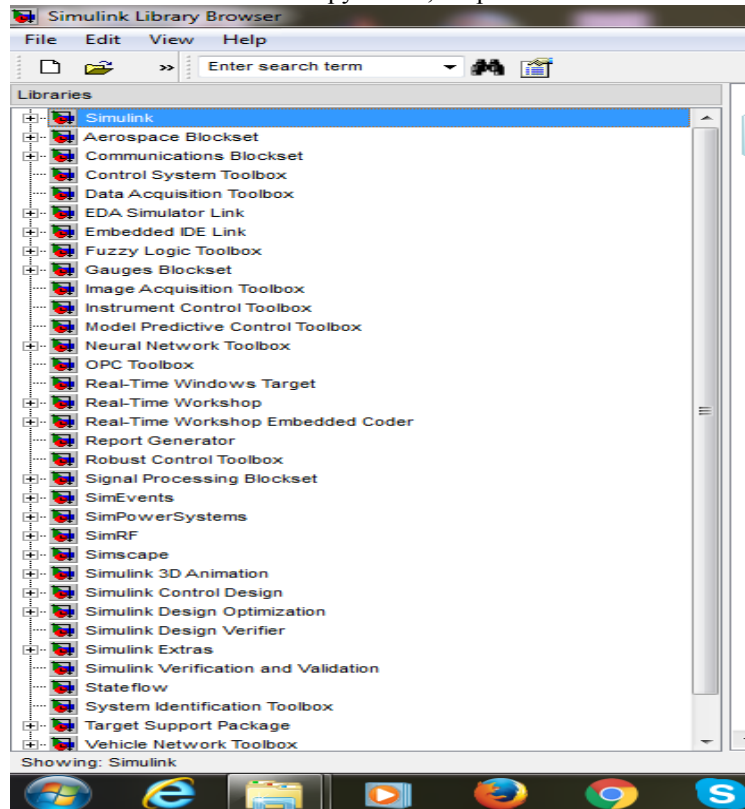 Simulink Library Browser
File Edit View Help
» Enter search term
Libraries
Simulink
Aerospace Blockset
Communications Blockset
Control System Toolbox
Data Acquisition Toolbox
EDA Simulator Link
Embedded IDE Link
Fuzzy Logic Toolbox
Gauges Blockset
Image Acquisition Toolbox
Instrument Control Toolbox
Model Predictive Control Toolbox
Neural Network Toolbox
OPC Toolbox
Real-Time Windows Target
Real-Time Workshop
Real-Time Workshop Embedded Coder
Report Generator
Robust Control Toolbox
Signal Processing Blockset
SimEvents
SimPowerSystems
SimRF
Simscape
Simulink 3D Animation
Simulink Control Design
Simulink Design Optimization
Simulink Design Verifier
Simulink Extras
Simulink Verification and Validation
Stateflow
System Identification Toolbox
Target Support Package
Vehicle Network Toolbox
Showing: Simulink
S